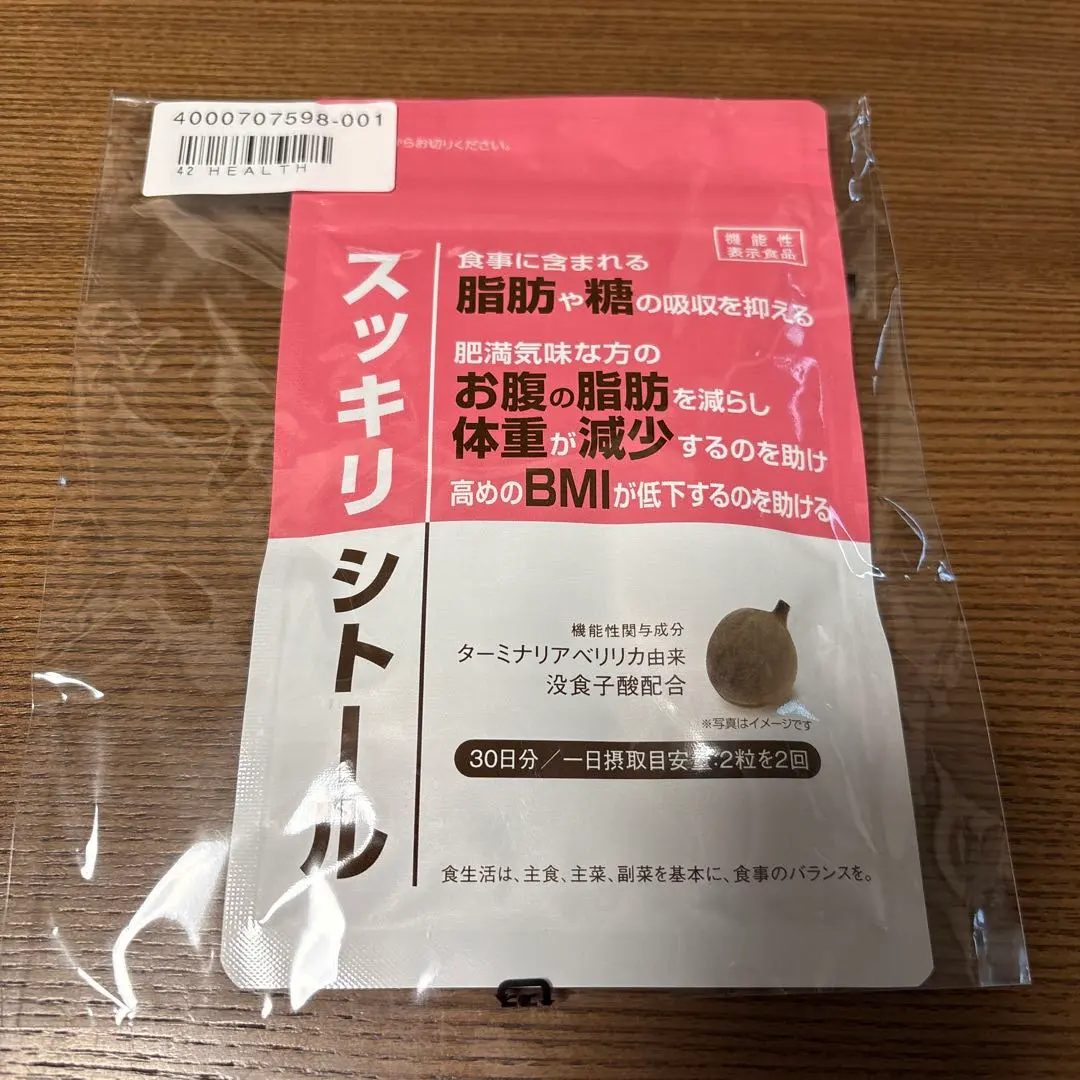 4000707598-001
42 HEALTH
からお切りください。
機能性
表示食品
スッキリシトール
食事に含まれる
脂肪や糖の吸収を抑える
肥満気味な方の
お腹の脂肪を減らし
体重が減少するのを助け
高めのBMIが低下するのを助ける
機能性関与成分
ターミナリアベリリカ由来
没食子酸配合
※写真はイメージです
30日分/一日摂取目安量:2粒を2回
食生活は、主食、主菜、副菜を基本に、食事のバランスを。